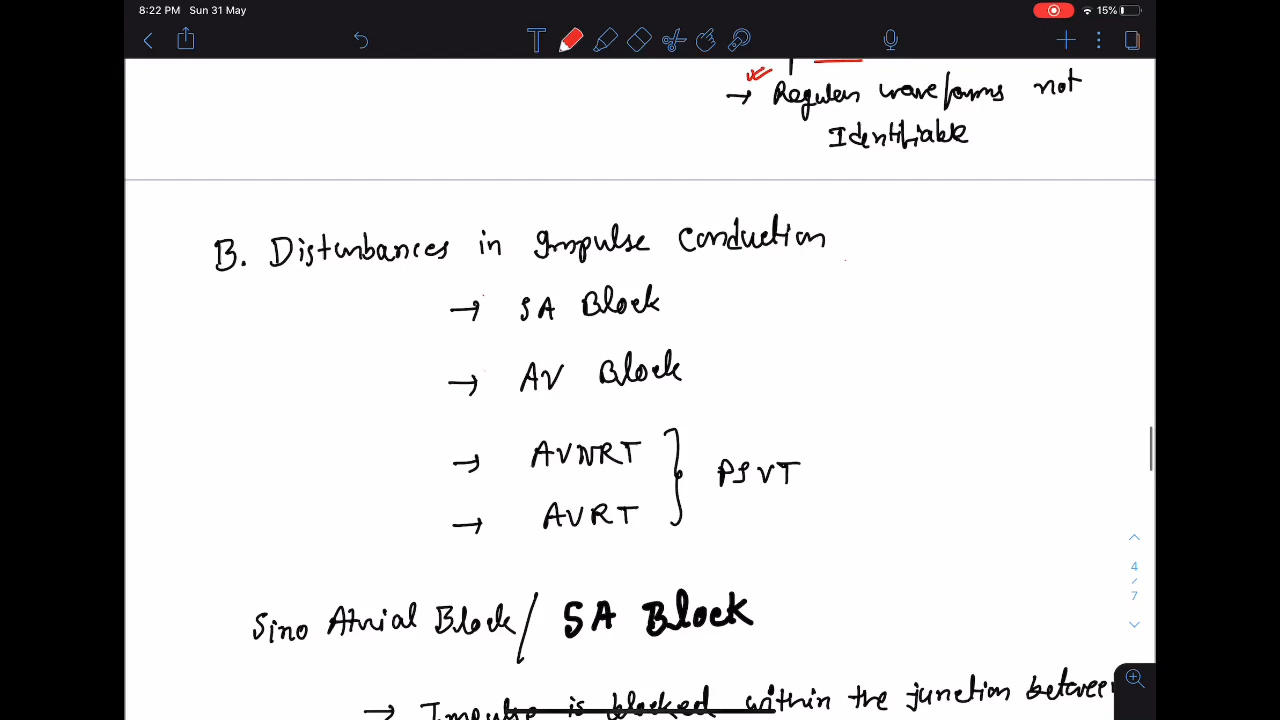 8:22 PM Sun 31 May
15%
→ Regular waveforms not
Identifiable
B. Disturbances in Impulse Conduction
→ SA Block
→ AV Block
→ AVNRT
→ AVRT
PSVT
Sino Atrial Block / SA Block
→ Impulse is blocked within the junction between
4
/
7